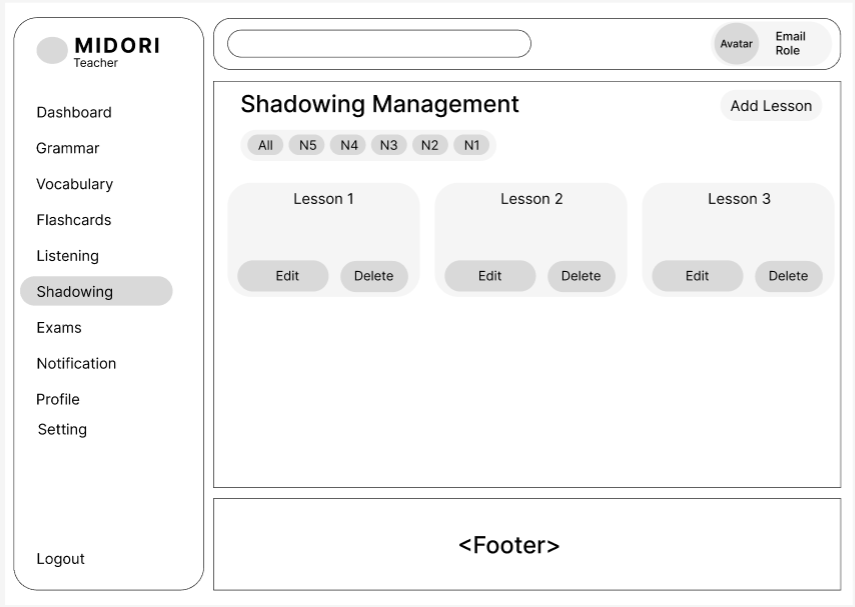 MIDORI
Teacher
Dashboard
Grammar
Vocabulary
Flashcards
Listening
Shadowing
Exams
Notification
Profile
Setting
Logout
Avatar
Email
Role
Shadowing Management
Add Lesson
All N5 N4 N3 N2 N1
Lesson 1
Edit Delete
Lesson 2
Edit Delete
Lesson 3
Edit Delete
<Footer>